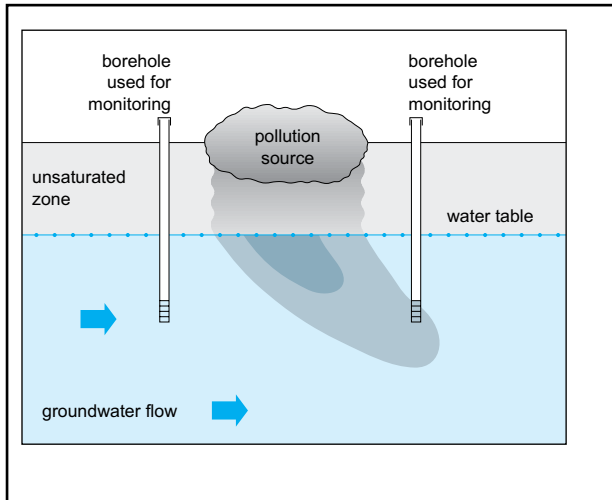 borehole
used for
monitoring
borehole
used for
monitoring
pollution
source
unsaturated
zone
water table
groundwater flow